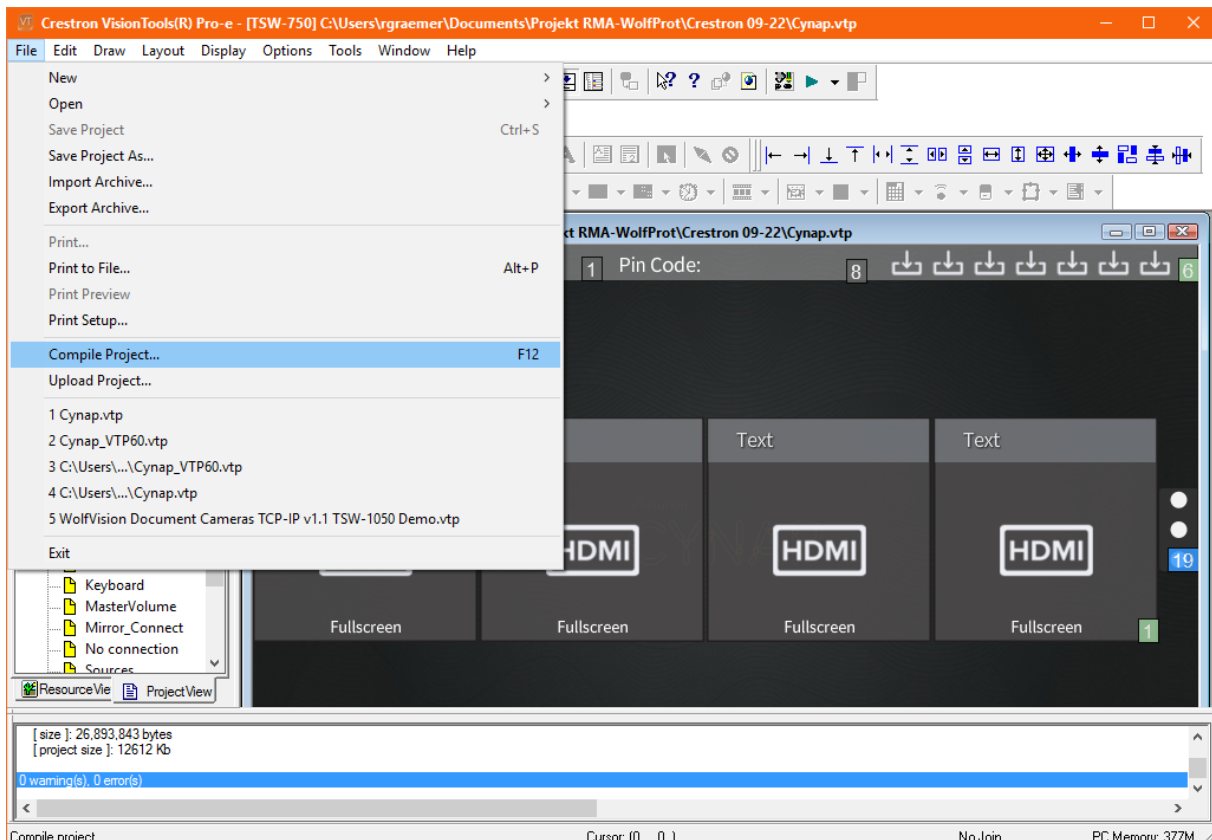 Crestron VisionTools(R) Pro-e - [TSW-750] C:\Users\rgraemer\Documents\Projekt RMA-WolfProt\Crestron 09-22\Cynap.vtp
File Edit Draw Layout Display Options Tools Window Help
New
Open
Save Project Ctrl+S
Save Project As...
Import Archive...
Export Archive...
Print...
Print to File... Alt+P
Print Preview
Print Setup...
Compile Project... F12
Upload Project...
1 Cynap.vtp
2 Cynap_VTP60.vtp
3 C:\Users\...\Cynap_VTP60.vtp
4 C:\Users\...\Cynap.vtp
5 WolfVision Document Cameras TCP-IP v1.1 TSW-1050 Demo.vtp
Exit
kt RMA-WolfProt\Crestron 09-22\Cynap.vtp
1 Pin Code: 8 6
Text Text
CYNAP
HDMI HDMI HDMI
19
Fullscreen Fullscreen Fullscreen Fullscreen 1
Keyboard
MasterVolume
Mirror_Connect
No connection
Sources
ResourceVie ProjectView
[ size ]: 26,893,843 bytes
[ project size ]: 12612 Kb
0 warning(s), 0 error(s)
Compile project Cursor: (0 , 0 ) No Join PC Memory: 377M